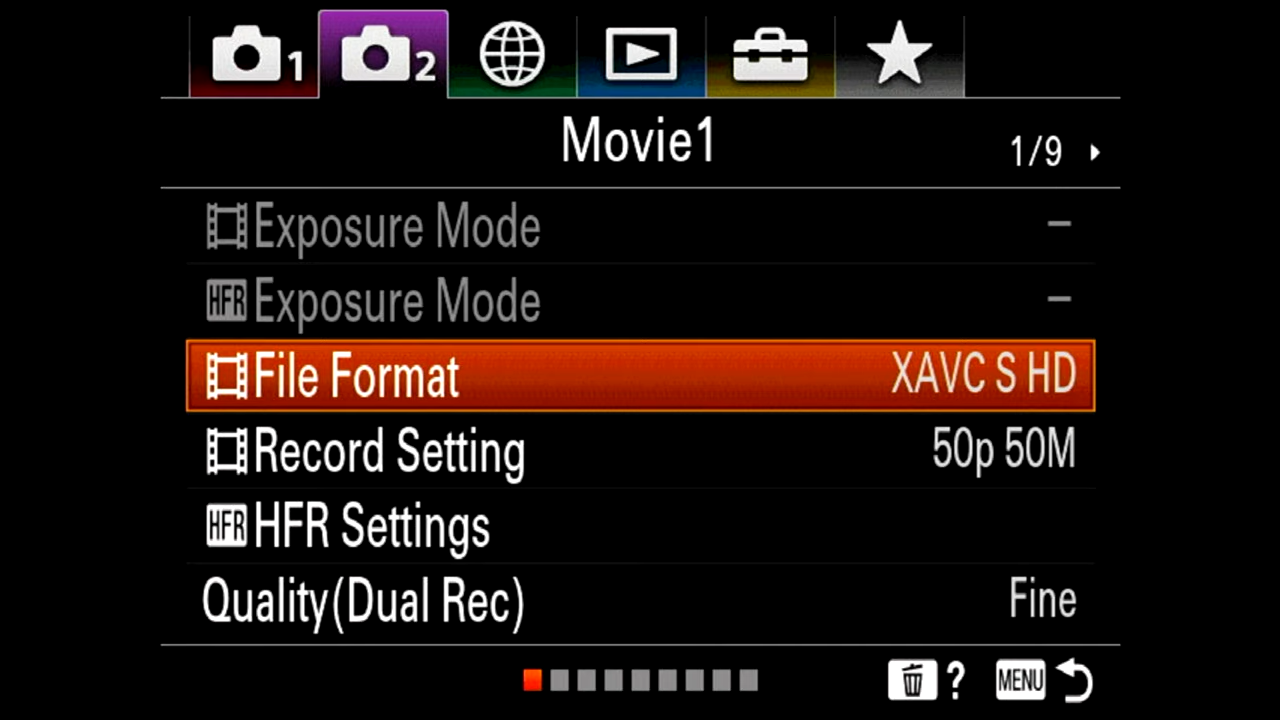 1 2
Movie1
1/9
Exposure Mode –
HFR Exposure Mode –
File Format XAVC S HD
Record Setting 50p 50M
HFR HFR Settings
Quality(Dual Rec) Fine
? MENU